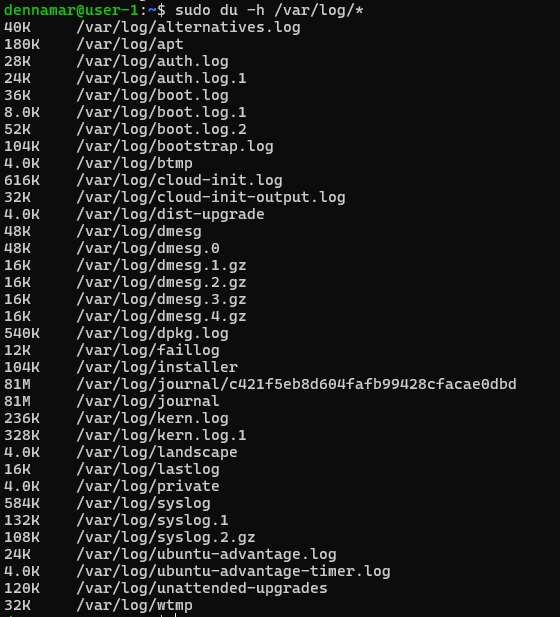 dennamar@user-1:~$ sudo du -h /var/log/*
40K     /var/log/alternatives.log
180K    /var/log/apt
28K     /var/log/auth.log
24K     /var/log/auth.log.1
36K     /var/log/boot.log
8.0K    /var/log/boot.log.1
52K     /var/log/boot.log.2
104K    /var/log/bootstrap.log
4.0K    /var/log/btmp
616K    /var/log/cloud-init.log
32K     /var/log/cloud-init-output.log
4.0K    /var/log/dist-upgrade
48K     /var/log/dmesg
48K     /var/log/dmesg.0
16K     /var/log/dmesg.1.gz
16K     /var/log/dmesg.2.gz
16K     /var/log/dmesg.3.gz
16K     /var/log/dmesg.4.gz
540K    /var/log/dpkg.log
12K     /var/log/faillog
104K    /var/log/installer
81M     /var/log/journal/c421f5eb8d604fafb99428cfacae0dbd
81M     /var/log/journal
236K    /var/log/kern.log
328K    /var/log/kern.log.1
4.0K    /var/log/landscape
16K     /var/log/lastlog
4.0K    /var/log/private
584K    /var/log/syslog
132K    /var/log/syslog.1
108K    /var/log/syslog.2.gz
24K     /var/log/ubuntu-advantage.log
4.0K    /var/log/ubuntu-advantage-timer.log
120K    /var/log/unattended-upgrades
32K     /var/log/wtmp